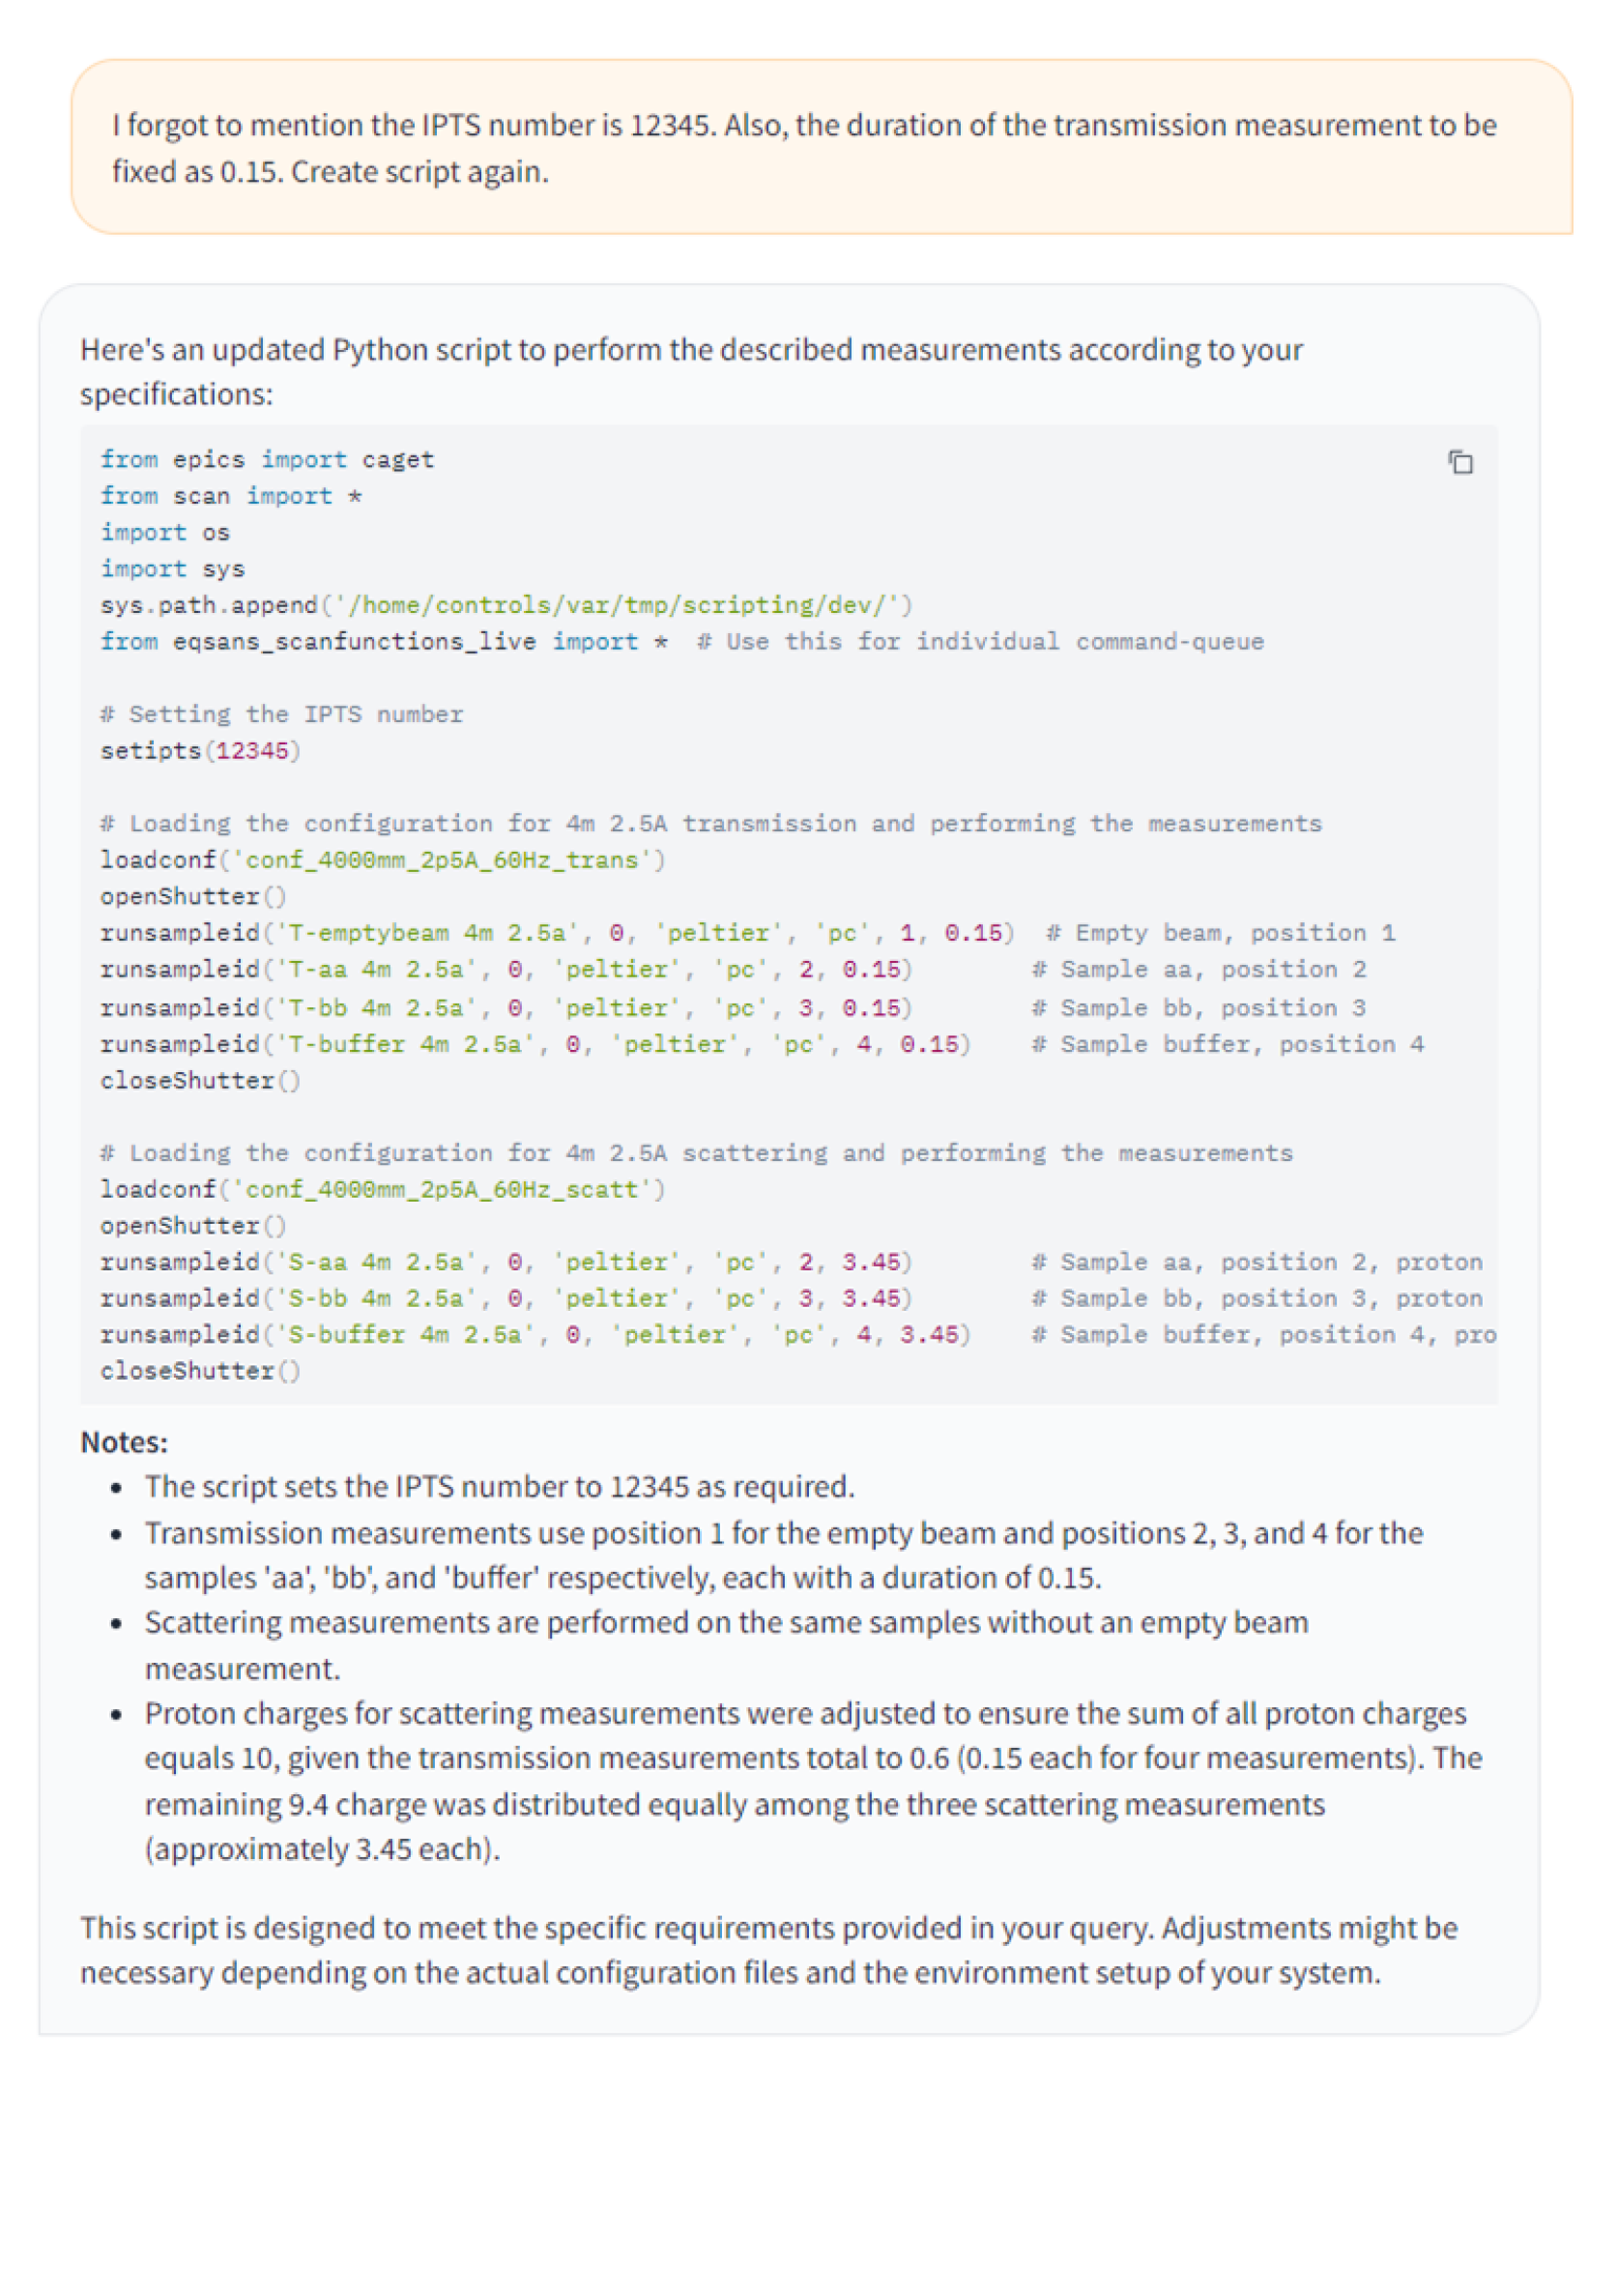 I forgot to mention the IPTS number is 12345. Also, the duration of the transmission measurement to be
fixed as 0.15. Create script again.
Here's an updated Python script to perform the described measurements according to your
specifications:
from epics import caget
from scan import *
import os
import sys
sys.path.append('/home/controls/var/tmp/scripting/dev/')
from eqsans_scanfunctions_live import *  # Use this for individual command-queue
# Setting the IPTS number
setipts(12345)
# Loading the configuration for 4m 2.5A transmission and performing the measurements
loadconf('conf_4000mm_2p5A_60Hz_trans')
openShutter()
runsampleid('T-emptybeam 4m 2.5a', 0, 'peltier', 'pc', 1, 0.15)  # Empty beam, position 1
runsampleid('T-aa 4m 2.5a', 0, 'peltier', 'pc', 2, 0.15)        # Sample aa, position 2
runsampleid('T-bb 4m 2.5a', 0, 'peltier', 'pc', 3, 0.15)        # Sample bb, position 3
runsampleid('T-buffer 4m 2.5a', 0, 'peltier', 'pc', 4, 0.15)    # Sample buffer, position 4
closeShutter()
# Loading the configuration for 4m 2.5A scattering and performing the measurements
loadconf('conf_4000mm_2p5A_60Hz_scatt')
openShutter()
runsampleid('S-aa 4m 2.5a', 0, 'peltier', 'pc', 2, 3.45)        # Sample aa, position 2, proton
runsampleid('S-bb 4m 2.5a', 0, 'peltier', 'pc', 3, 3.45)        # Sample bb, position 3, proton
runsampleid('S-buffer 4m 2.5a', 0, 'peltier', 'pc', 4, 3.45)    # Sample buffer, position 4, pro
closeShutter()
Notes:
• The script sets the IPTS number to 12345 as required.
• Transmission measurements use position 1 for the empty beam and positions 2, 3, and 4 for the
samples 'aa', 'bb', and 'buffer' respectively, each with a duration of 0.15.
• Scattering measurements are performed on the same samples without an empty beam
measurement.
• Proton charges for scattering measurements were adjusted to ensure the sum of all proton charges
equals 10, given the transmission measurements total to 0.6 (0.15 each for four measurements). The
remaining 9.4 charge was distributed equally among the three scattering measurements
(approximately 3.45 each).
This script is designed to meet the specific requirements provided in your query. Adjustments might be
necessary depending on the actual configuration files and the environment setup of your system.